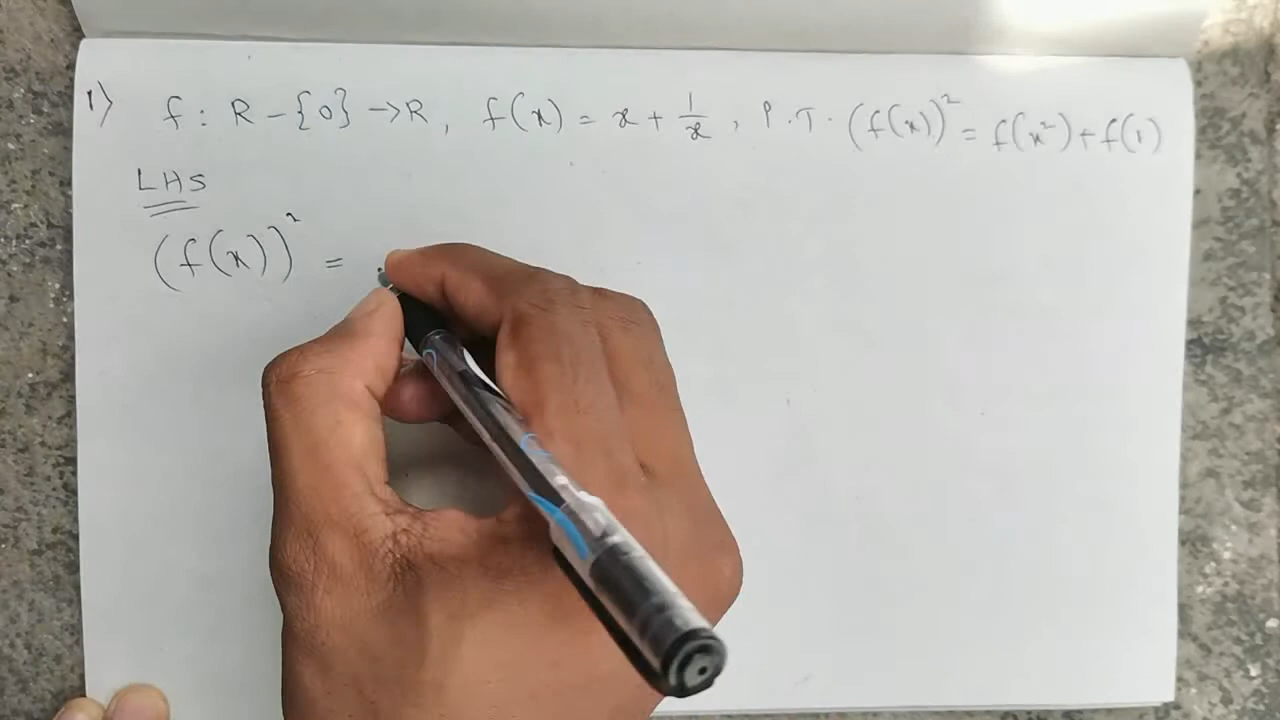 1) f : R - {0} → R, f(x) = x + 1/x, P.T. (f(x))² = f(x²) + f(1)
LHS
(f(x))² =